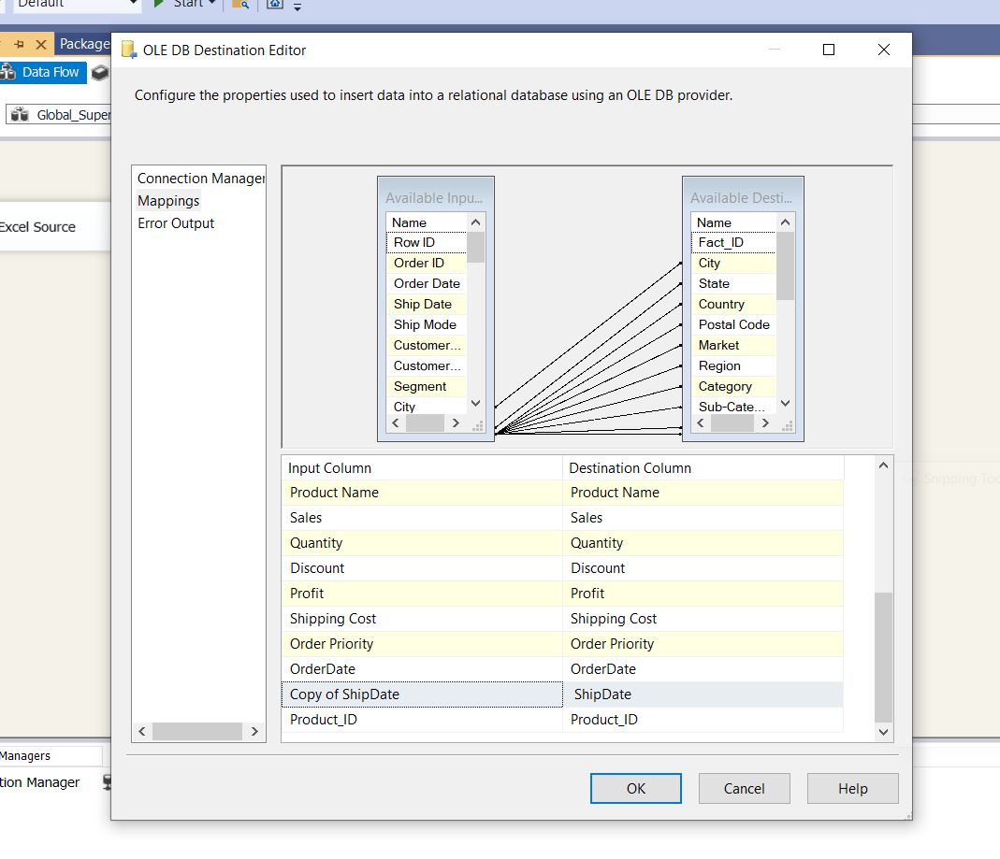 Default Start
Package
OLE DB Destination Editor
Data Flow
Configure the properties used to insert data into a relational database using an OLE DB provider.
Global_Super
Connection Manager
Mappings
Error Output
Excel Source
Available Inpu...
Name
Row ID
Order ID
Order Date
Ship Date
Ship Mode
Customer...
Customer...
Segment
City
Available Desti...
Name
Fact_ID
City
State
Country
Postal Code
Market
Region
Category
Sub-Cate...
Input Column Destination Column
Product Name Product Name
Sales Sales
Quantity Quantity
Discount Discount
Profit Profit
Shipping Cost Shipping Cost
Order Priority Order Priority
OrderDate OrderDate
Copy of ShipDate ShipDate
Product_ID Product_ID
Snipping Too
Managers
tion Manager
OK Cancel Help